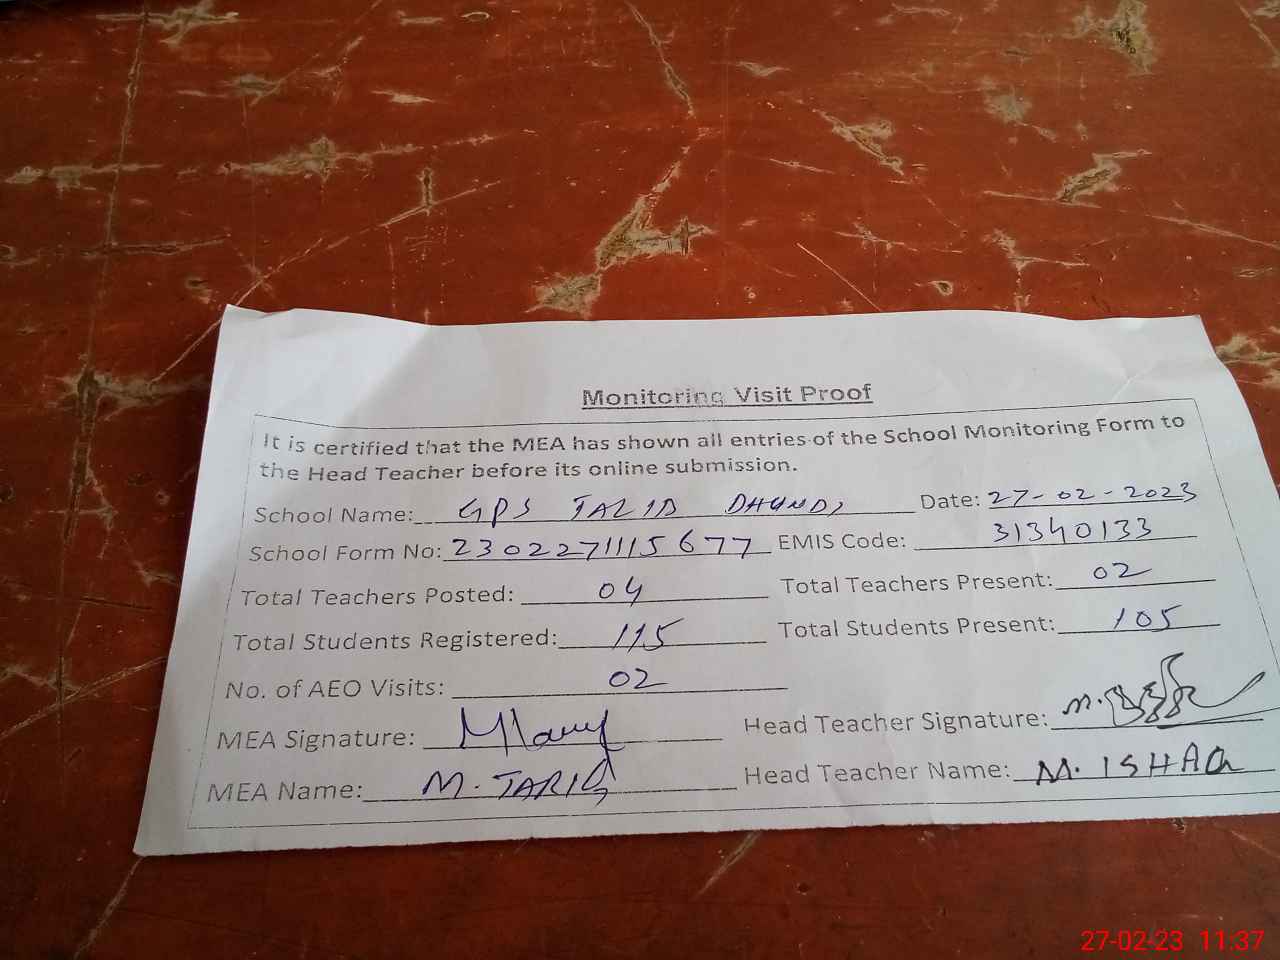 Monitoring Visit Proof
It is certified that the MEA has shown all entries of the School Monitoring Form to
the Head Teacher before its online submission.
School Name: GPS TALIB DHUNDI Date: 27-02-2023
School Form No: 2302271115677 EMIS Code: 31340133
Total Teachers Posted: 04 Total Teachers Present: 02
Total Students Registered: 115 Total Students Present: 105
No. of AEO Visits: 02
MEA Signature: Head Teacher Signature:
MEA Name: M. TARIQ Head Teacher Name: M. ISHAQ
27-02-23 11:37